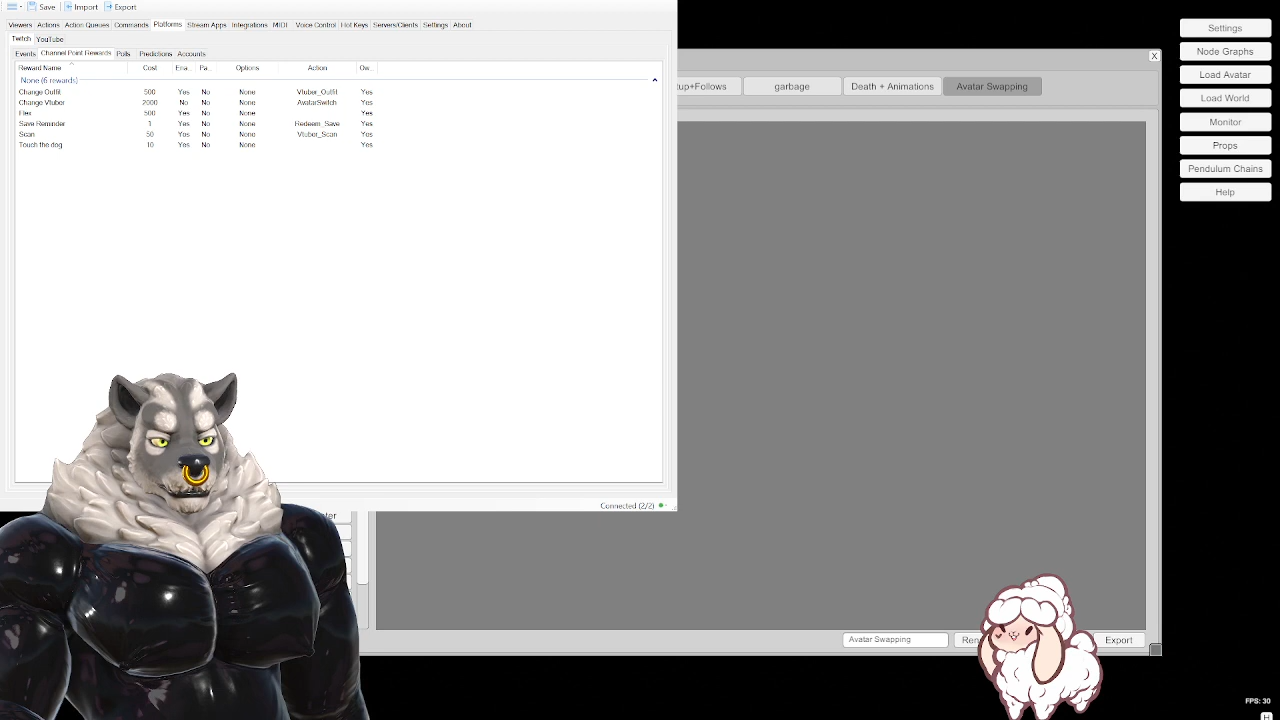 Save Import Export
Viewers Actions Action Queues Commands Platforms Stream Apps Integrations MIDI Voice Control Hot Keys Servers/Clients Settings About
Twitch YouTube
Events Channel Point Rewards Polls Predictions Accounts
Reward Name Cost Ena... Pa... Options Action Ow...
None (6 rewards)
Change Outfit 500 Yes No None Vtuber_Outfit Yes
Change Vtuber 2000 No No None AvatarSwitch Yes
Flex 500 Yes No None Yes
Save Reminder 1 Yes No None Redeem_Save Yes
Scan 50 Yes No None Vtuber_Scan Yes
Touch the dog 10 Yes No None Yes
Connected (2/2)
X
tup+Follows garbage Death + Animations Avatar Swapping
Avatar Swapping Export
Settings
Node Graphs
Load Avatar
Load World
Monitor
Props
Pendulum Chains
Help
FPS: 30
H